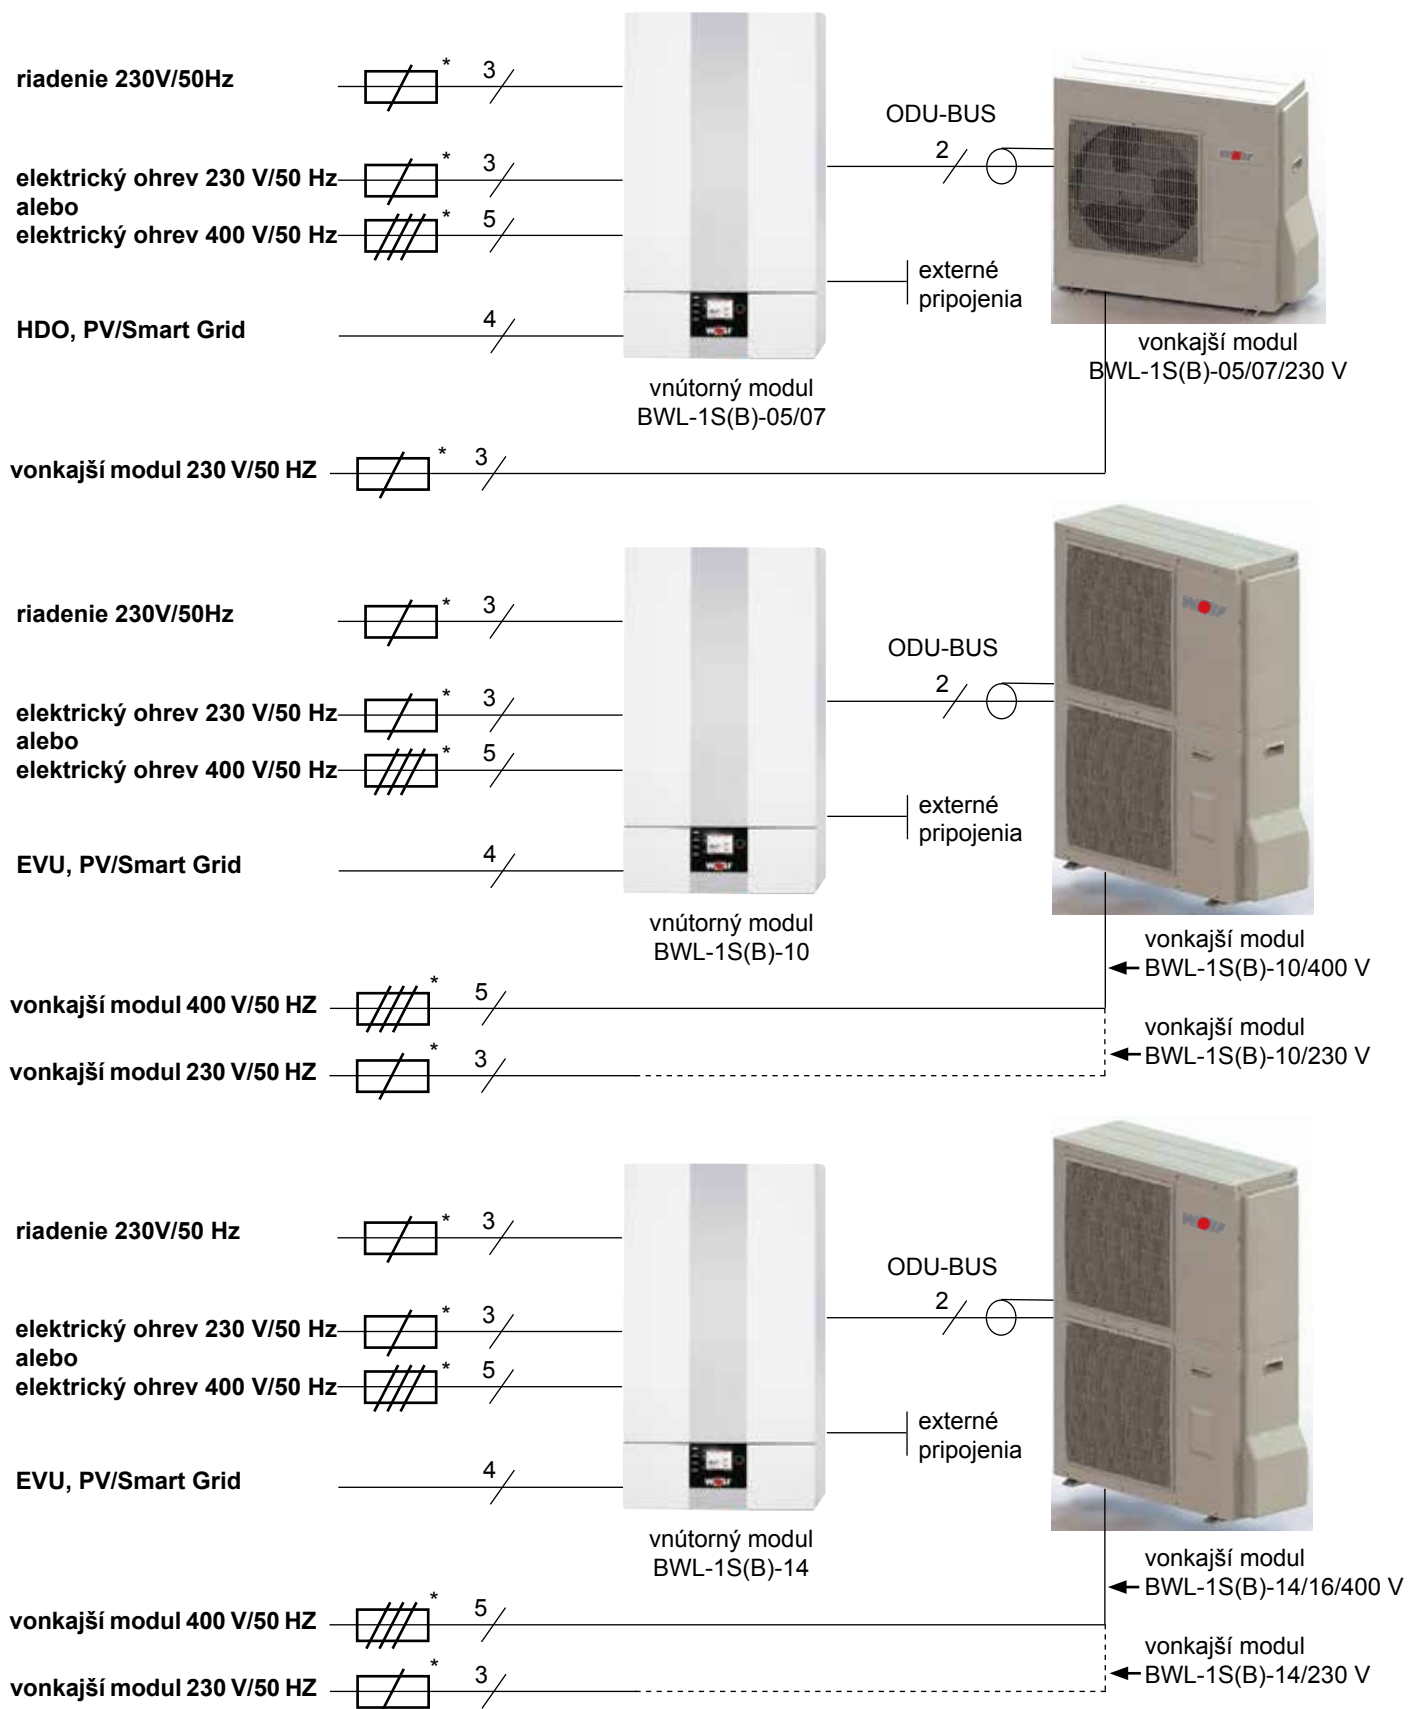 riadenie 230V/50Hz
* 3
ODU-BUS
2
elektrický ohrev 230 V/50 Hz
* 3
alebo
elektrický ohrev 400 V/50 Hz
* 5
externé
pripojenia
HDO, PV/Smart Grid
4
WOLF
WOLF
vonkajší modul
BWL-1S(B)-05/07/230 V
vnútorný modul
BWL-1S(B)-05/07
vonkajší modul 230 V/50 HZ
* 3
riadenie 230V/50Hz
* 3
WOLF
ODU-BUS
2
elektrický ohrev 230 V/50 Hz
* 3
alebo
elektrický ohrev 400 V/50 Hz
* 5
externé
pripojenia
EVU, PV/Smart Grid
4
WOLF
vnútorný modul
BWL-1S(B)-10
vonkajší modul
BWL-1S(B)-10/400 V
vonkajší modul 400 V/50 HZ
* 5
vonkajší modul
BWL-1S(B)-10/230 V
vonkajší modul 230 V/50 HZ
* 3
riadenie 230V/50 Hz
* 3
WOLF
ODU-BUS
2
elektrický ohrev 230 V/50 Hz
* 3
alebo
elektrický ohrev 400 V/50 Hz
* 5
externé
pripojenia
EVU, PV/Smart Grid
4
WOLF
vnútorný modul
BWL-1S(B)-14
vonkajší modul
BWL-1S(B)-14/16/400 V
vonkajší modul 400 V/50 HZ
* 5
vonkajší modul
BWL-1S(B)-14/230 V
vonkajší modul 230 V/50 HZ
* 3